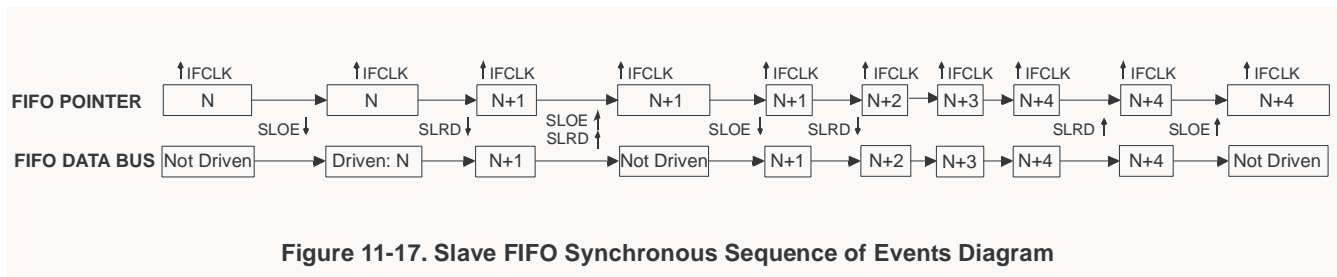 ↑ IFCLK ↑ IFCLK ↑ IFCLK ↑ IFCLK ↑ IFCLK ↑ IFCLK ↑ IFCLK ↑ IFCLK ↑ IFCLK ↑ IFCLK
FIFO POINTER N N N+1 N+1 N+1 N+2 N+3 N+4 N+4 N+4
SLOE ↓ SLRD ↓ SLOE ↑ SLRD ↑ SLOE ↓ SLRD ↓ SLRD ↑ SLOE ↑
FIFO DATA BUS Not Driven Driven: N N+1 Not Driven N+1 N+2 N+3 N+4 N+4 Not Driven
Figure 11-17. Slave FIFO Synchronous Sequence of Events Diagram